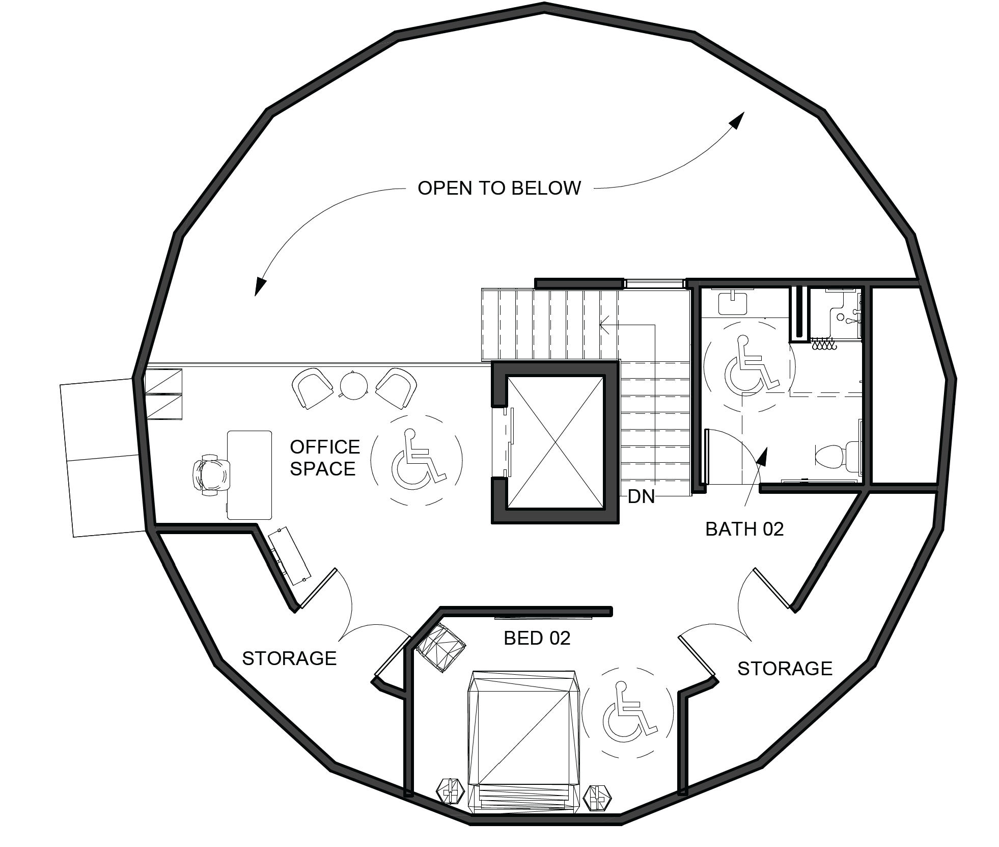 OPEN TO BELOW
OFFICE
SPACE
DN
BATH 02
BED 02
STORAGE
STORAGE